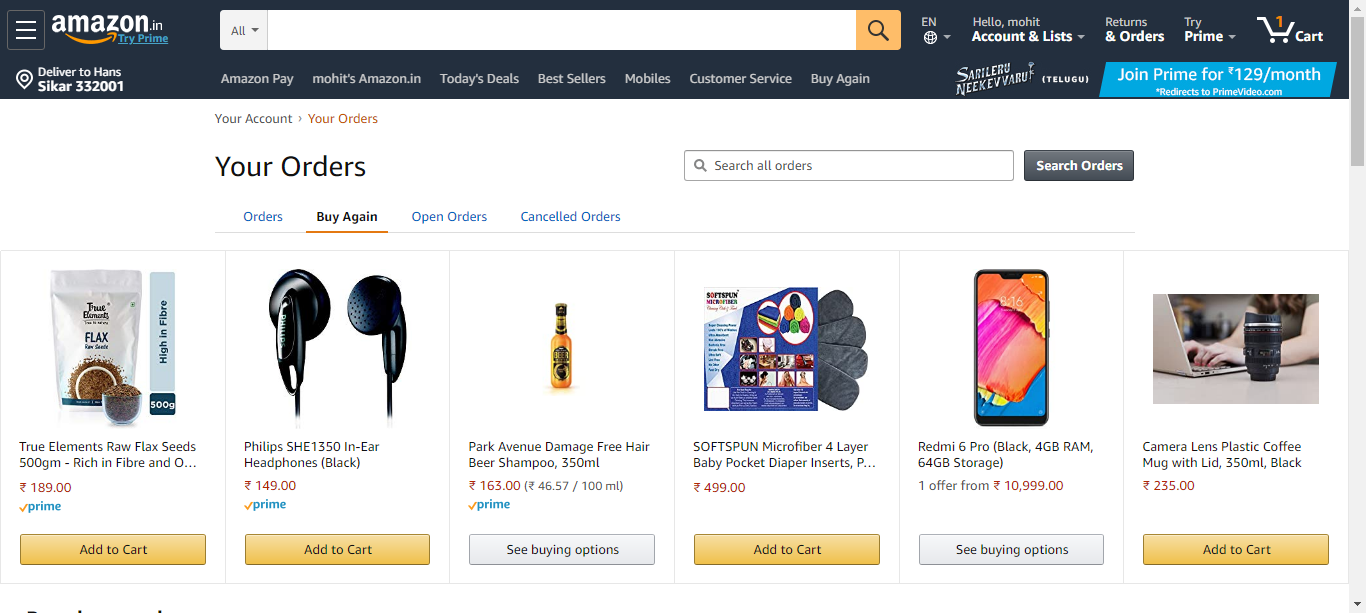 amazon.in
Try Prime
All
EN
Hello, mohit
Account & Lists
Returns
& Orders
Try
Prime
1
Cart
Deliver to Hans
Sikar 332001
Amazon Pay
mohit's Amazon.in
Today's Deals
Best Sellers
Mobiles
Customer Service
Buy Again
SARILERU
NEEKEVVARU
(TELUGU)
Join Prime for ₹129/month
*Redirects to PrimeVideo.com
Your Account › Your Orders
Your Orders
Search all orders
Search Orders
Orders
Buy Again
Open Orders
Cancelled Orders
True
Elements
FLAX
Raw Seeds
High in Fibre
500g
PHILIPS
BEER
SOFTSPUN
MICROFIBER
8:16
True Elements Raw Flax Seeds
500gm - Rich in Fibre and O...
₹ 189.00
prime
Add to Cart
Philips SHE1350 In-Ear
Headphones (Black)
₹ 149.00
prime
Add to Cart
Park Avenue Damage Free Hair
Beer Shampoo, 350ml
₹ 163.00 (₹ 46.57 / 100 ml)
prime
See buying options
SOFTSPUN Microfiber 4 Layer
Baby Pocket Diaper Inserts, P...
₹ 499.00
Add to Cart
Redmi 6 Pro (Black, 4GB RAM,
64GB Storage)
1 offer from ₹ 10,999.00
See buying options
Camera Lens Plastic Coffee
Mug with Lid, 350ml, Black
₹ 235.00
Add to Cart